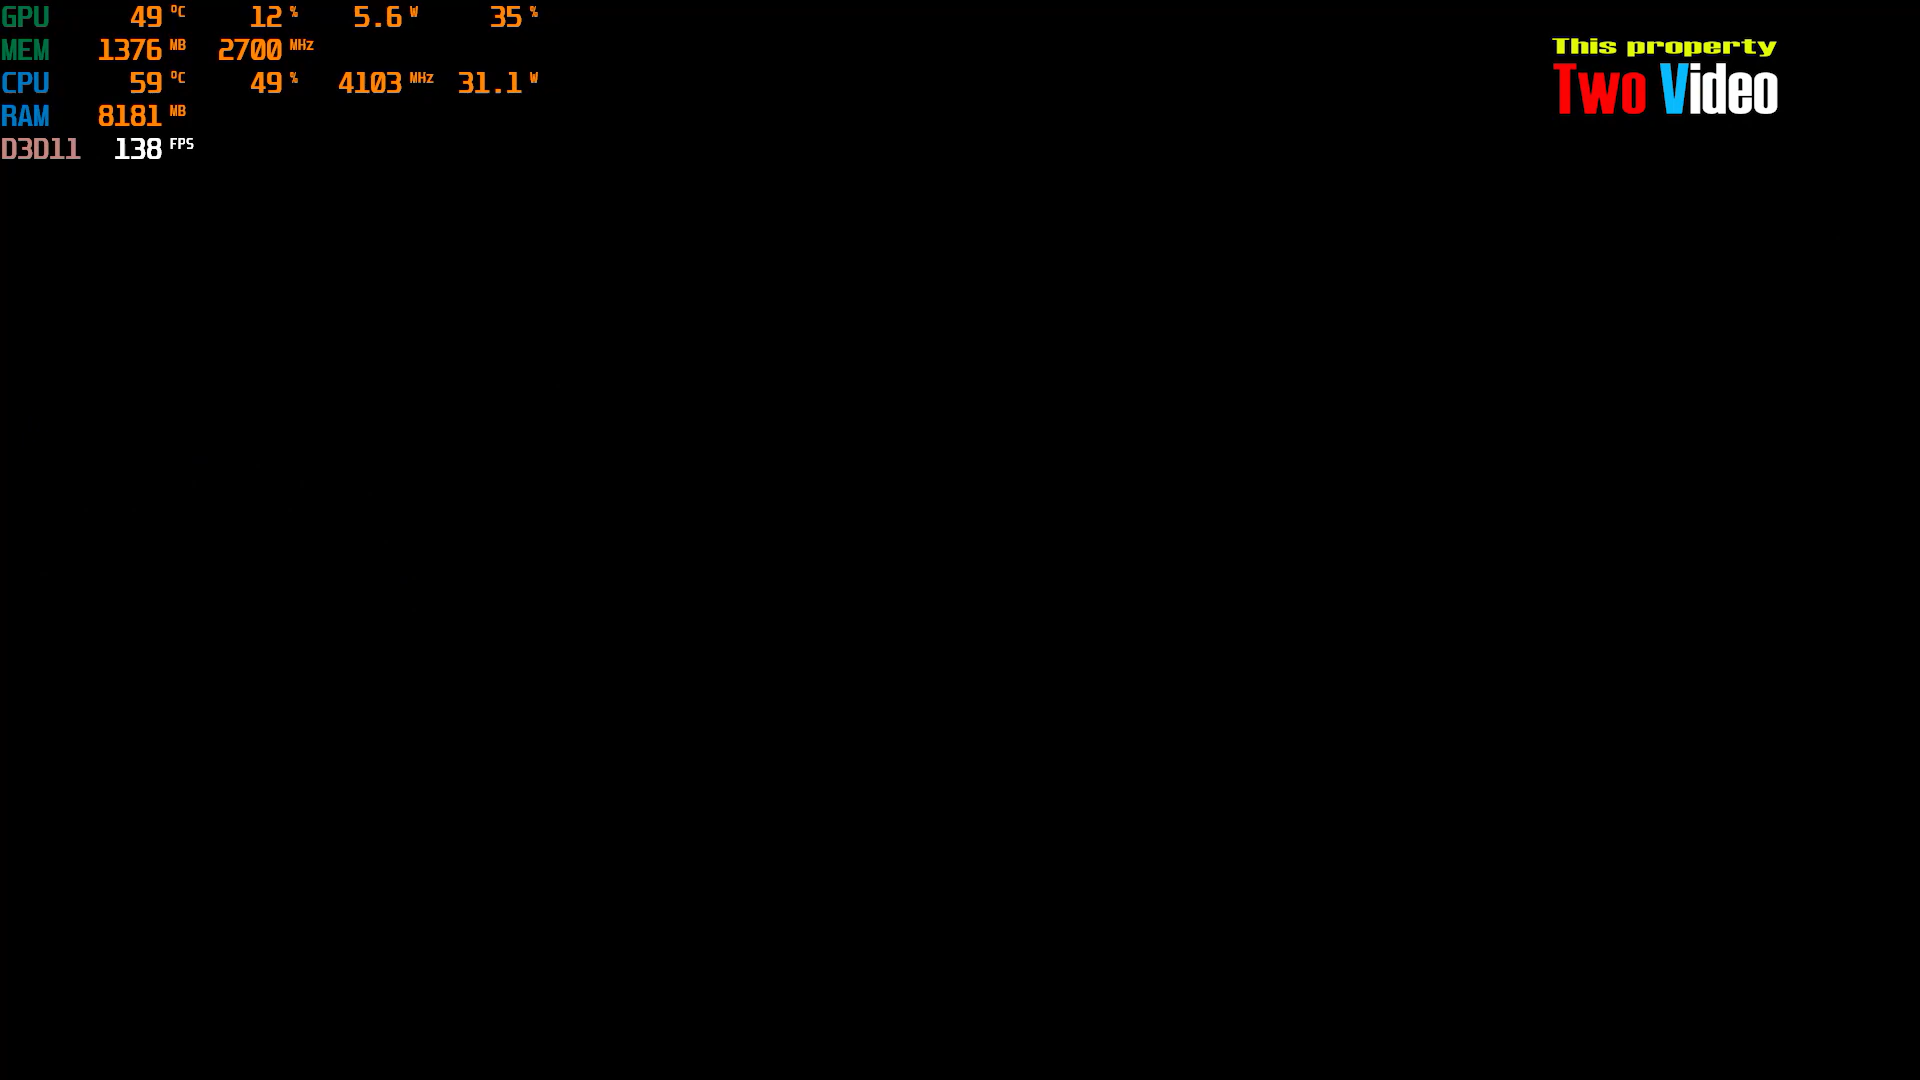 GPU 49 °C 12 % 5.6 W 35 %
MEM 1376 MB 2700 MHz
CPU 59 °C 49 % 4103 MHz 31.1 W
RAM 8181 MB
D3D11 138 FPS
This property
Two Video